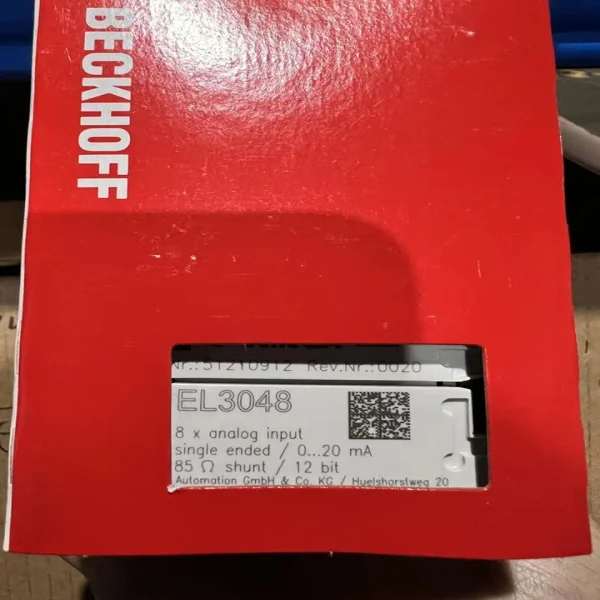 BECKHOFF
Nr.:51210912 Rev.Nr.:0020
EL3048
8 x analog input
single ended / 0...20 mA
85 Ω shunt / 12 bit
Automation GmbH & Co. KG / Huelshorstweg 20